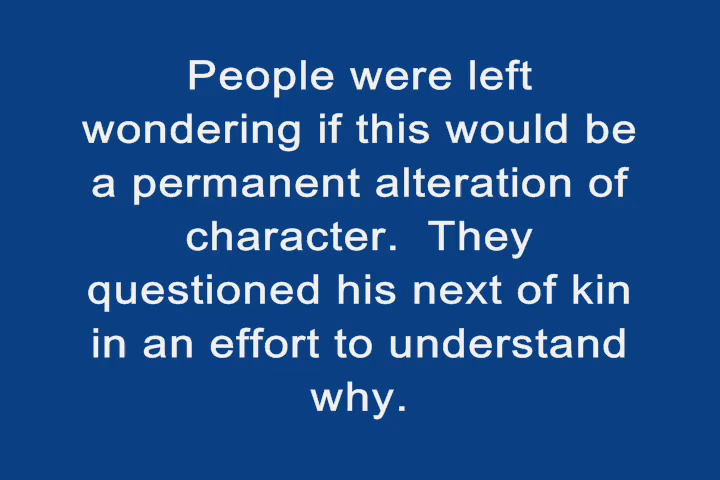 People were left
wondering if this would be
a permanent alteration of
character.  They
questioned his next of kin
in an effort to understand
why.